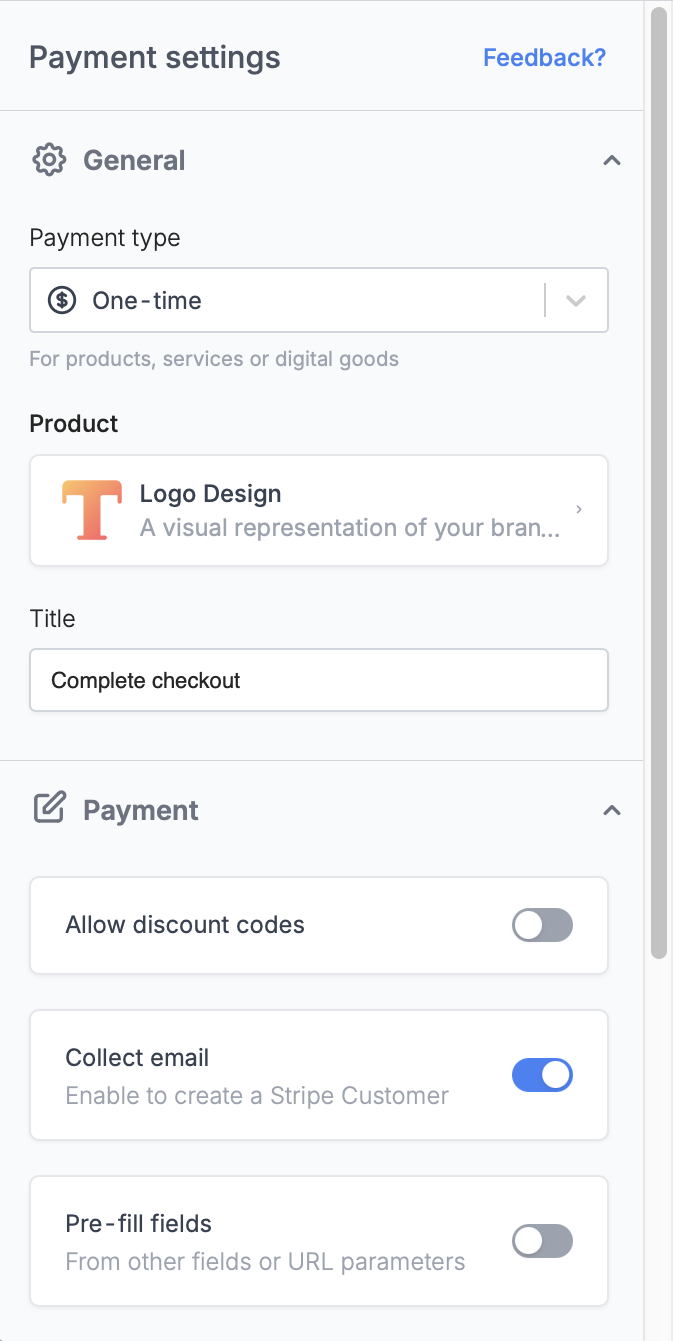 Payment settings
Feedback?
General
Payment type
One-time
For products, services or digital goods
Product
Logo Design
A visual representation of your bran...
Title
Complete checkout
Payment
Allow discount codes
Collect email
Enable to create a Stripe Customer
Pre-fill fields
From other fields or URL parameters